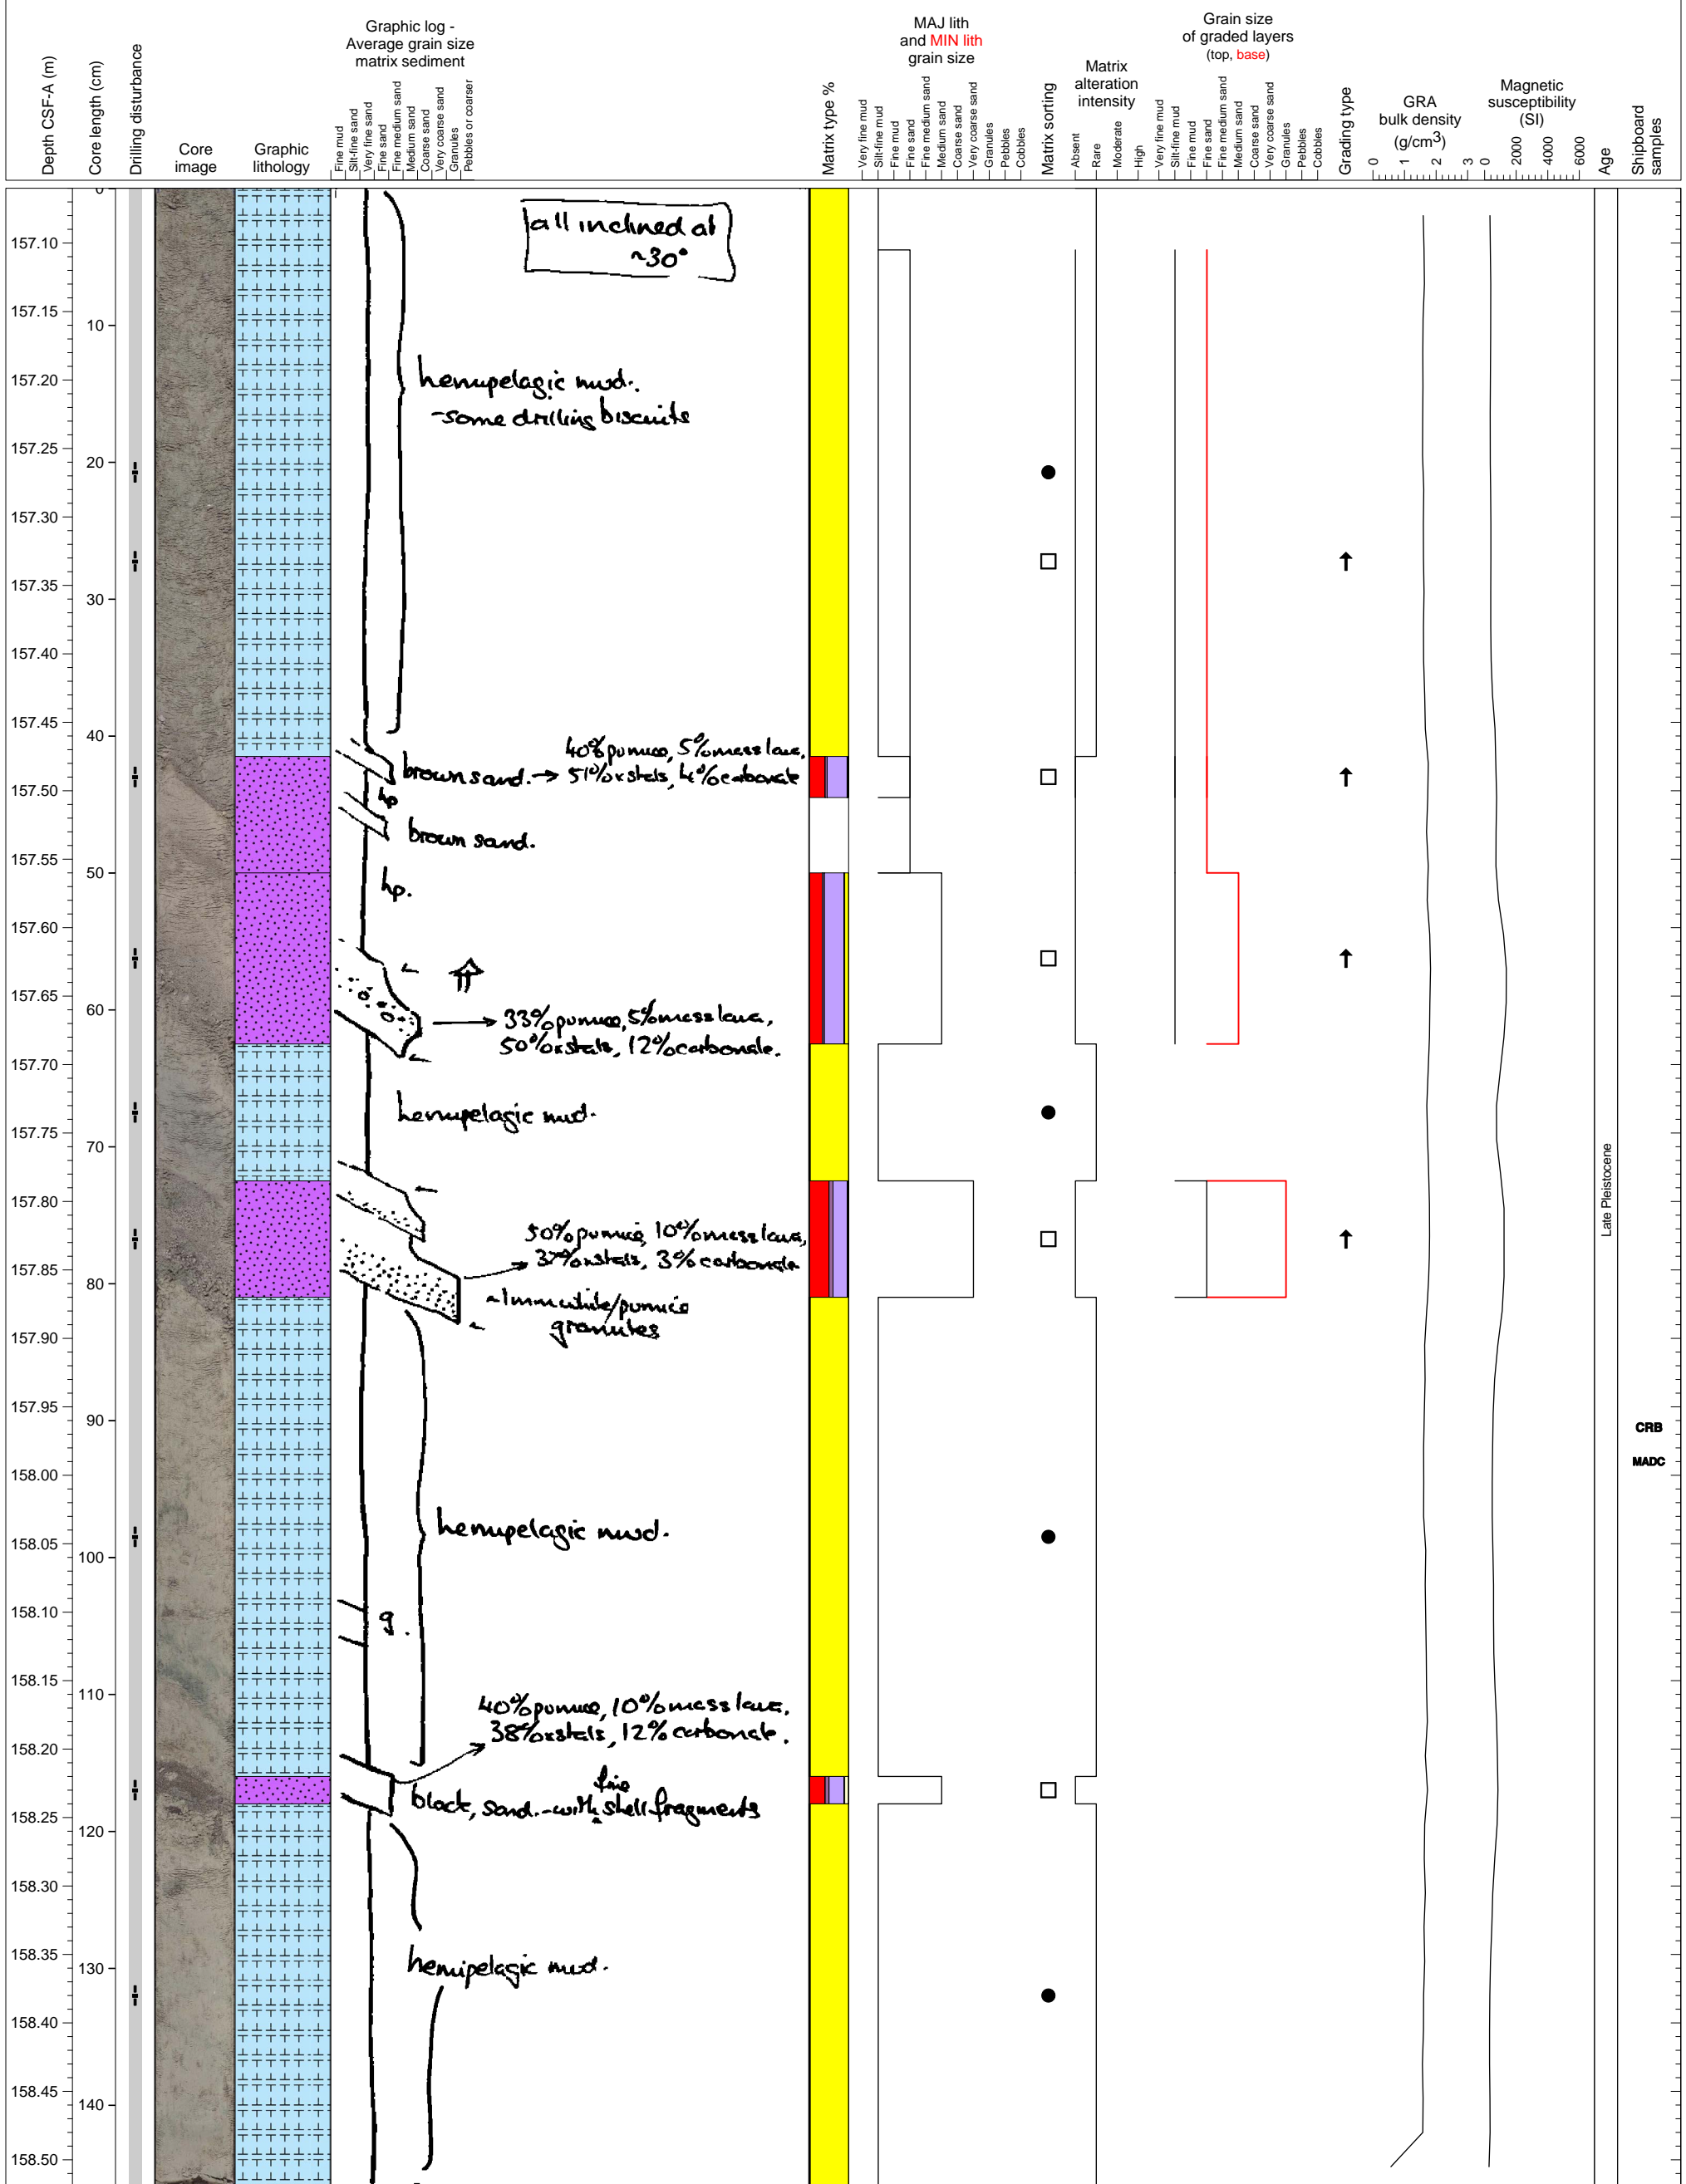 Depth CSF-A (m)
Core length (cm)
Drilling disturbance
Core
image
Graphic
lithology
Graphic log -
Average grain size
matrix sediment
Fine mud
Silt-fine sand
Very fine sand
Fine sand
Fine medium sand
Medium sand
Coarse sand
Very coarse sand
Granules
Pebbles or coarser
Matrix type %
MAJ lith
and MIN lith
grain size
Very fine mud
Silt-fine mud
Fine mud
Fine sand
Fine medium sand
Medium sand
Coarse sand
Very coarse sand
Granules
Pebbles
Cobbles
Matrix sorting
Matrix
alteration
intensity
Absent
Rare
Moderate
High
Grain size
of graded layers
(top, base)
Very fine mud
Silt-fine mud
Fine mud
Fine sand
Fine medium sand
Medium sand
Coarse sand
Very coarse sand
Granules
Pebbles
Cobbles
Grading type
GRA
bulk density
(g/cm3)
0 1 2 3
Magnetic
susceptibility
(SI)
0 2000 4000 6000
Age
Shipboard
samples
0
all inclined at
~30°
157.10
157.15
10
157.20
hemipelagic mud.
-some drilling biscuits
157.25
20
157.30
157.35
30
157.40
157.45
40
40% pumice, 5% mass lava,
brown sand. → 51% xstals, 4% carbonate
157.50
hp
brown sand.
157.55
50
hp.
157.60
157.65
60
33% pumice, 5% mass lava,
50% xstals, 12% carbonate.
157.70
hemipelagic mud.
157.75
70
157.80
Late Pleistocene
50% pumice, 10% mass lava,
37% xstals, 3% carbonate
157.85
80
~1mm white/pumice
granules
157.90
157.95
90
CRB
158.00
MADC
hemipelagic mud.
158.05
100
158.10
g.
158.15
110
40% pumice, 10% mass lava,
38% xstals, 12% carbonate.
158.20
fine
black, sand. -with shell fragments
158.25
120
158.30
158.35
hemipelagic mud.
130
158.40
158.45
140
158.50